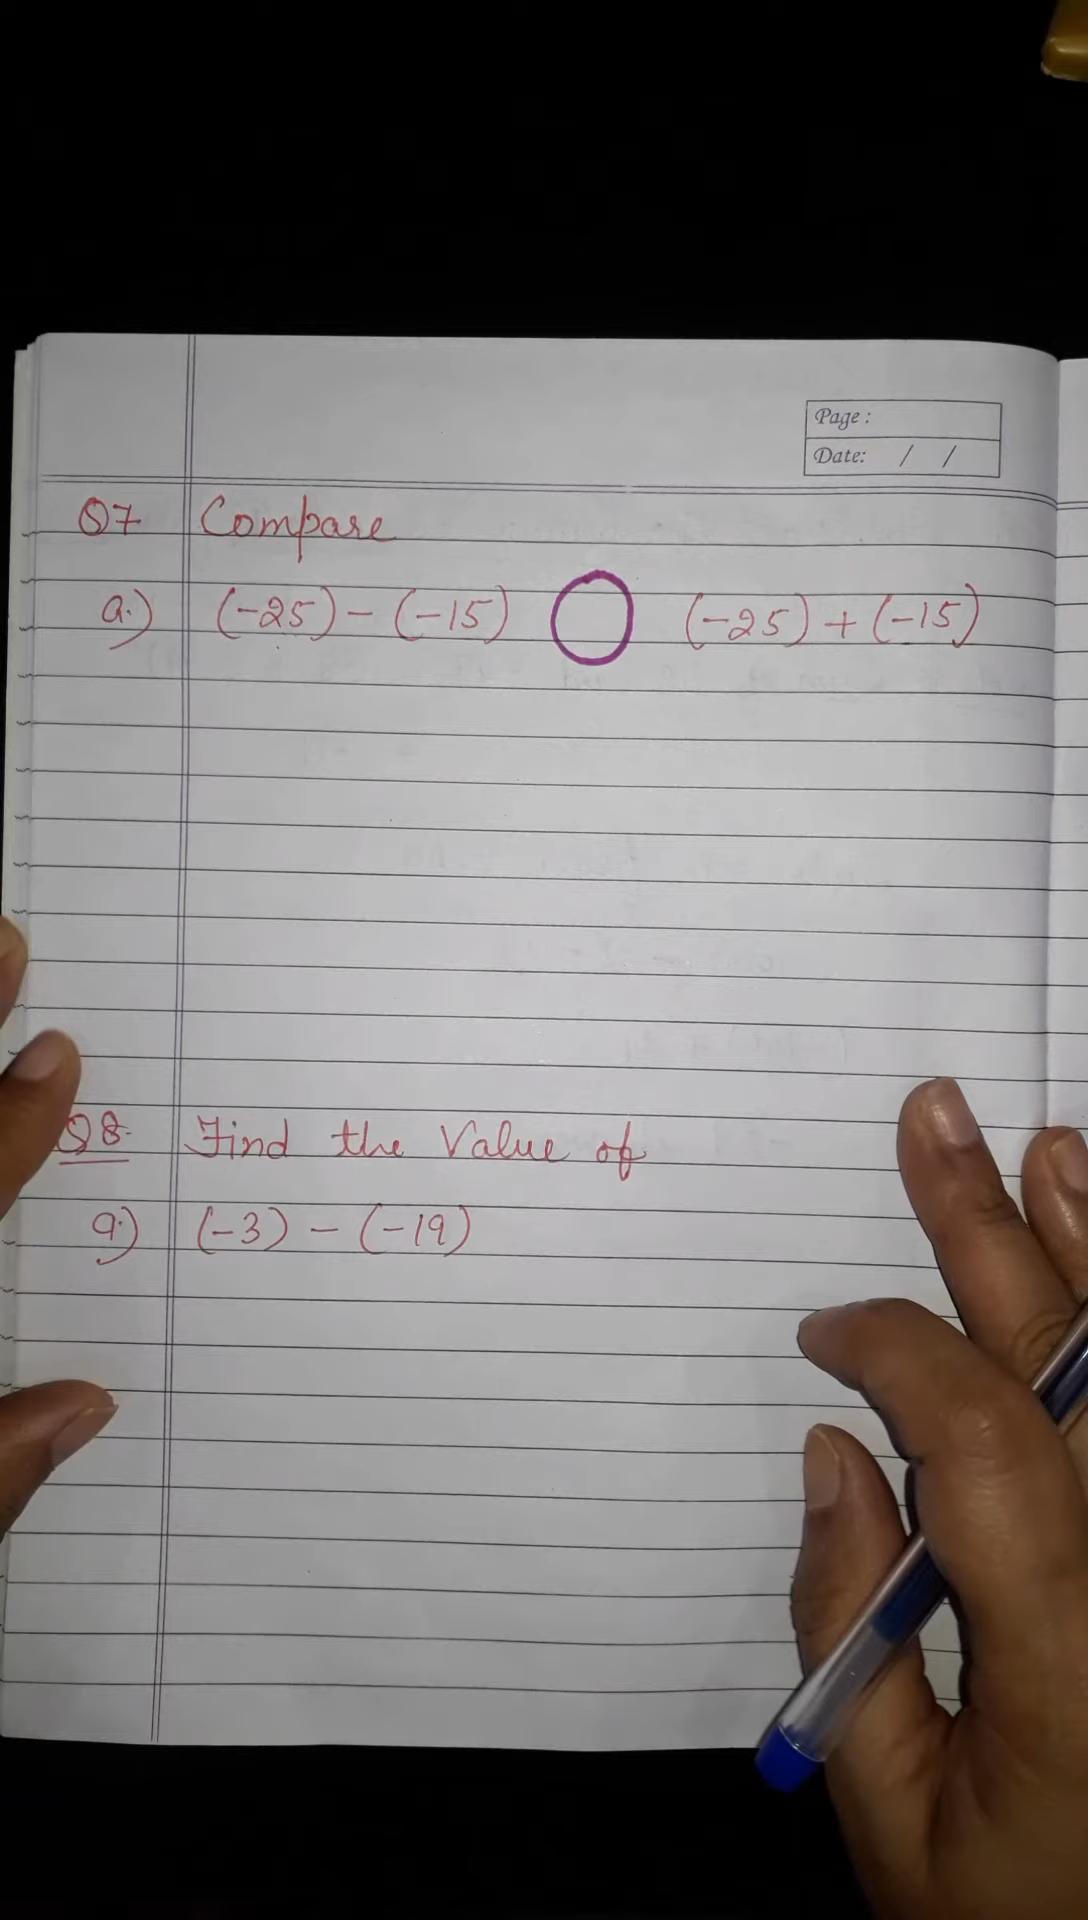 Page :
Date: / /
Q7 Compare
a.) (-25) - (-15) ◯ (-25) + (-15)
Q8. Find the Value of
a.) (-3) - (-19)